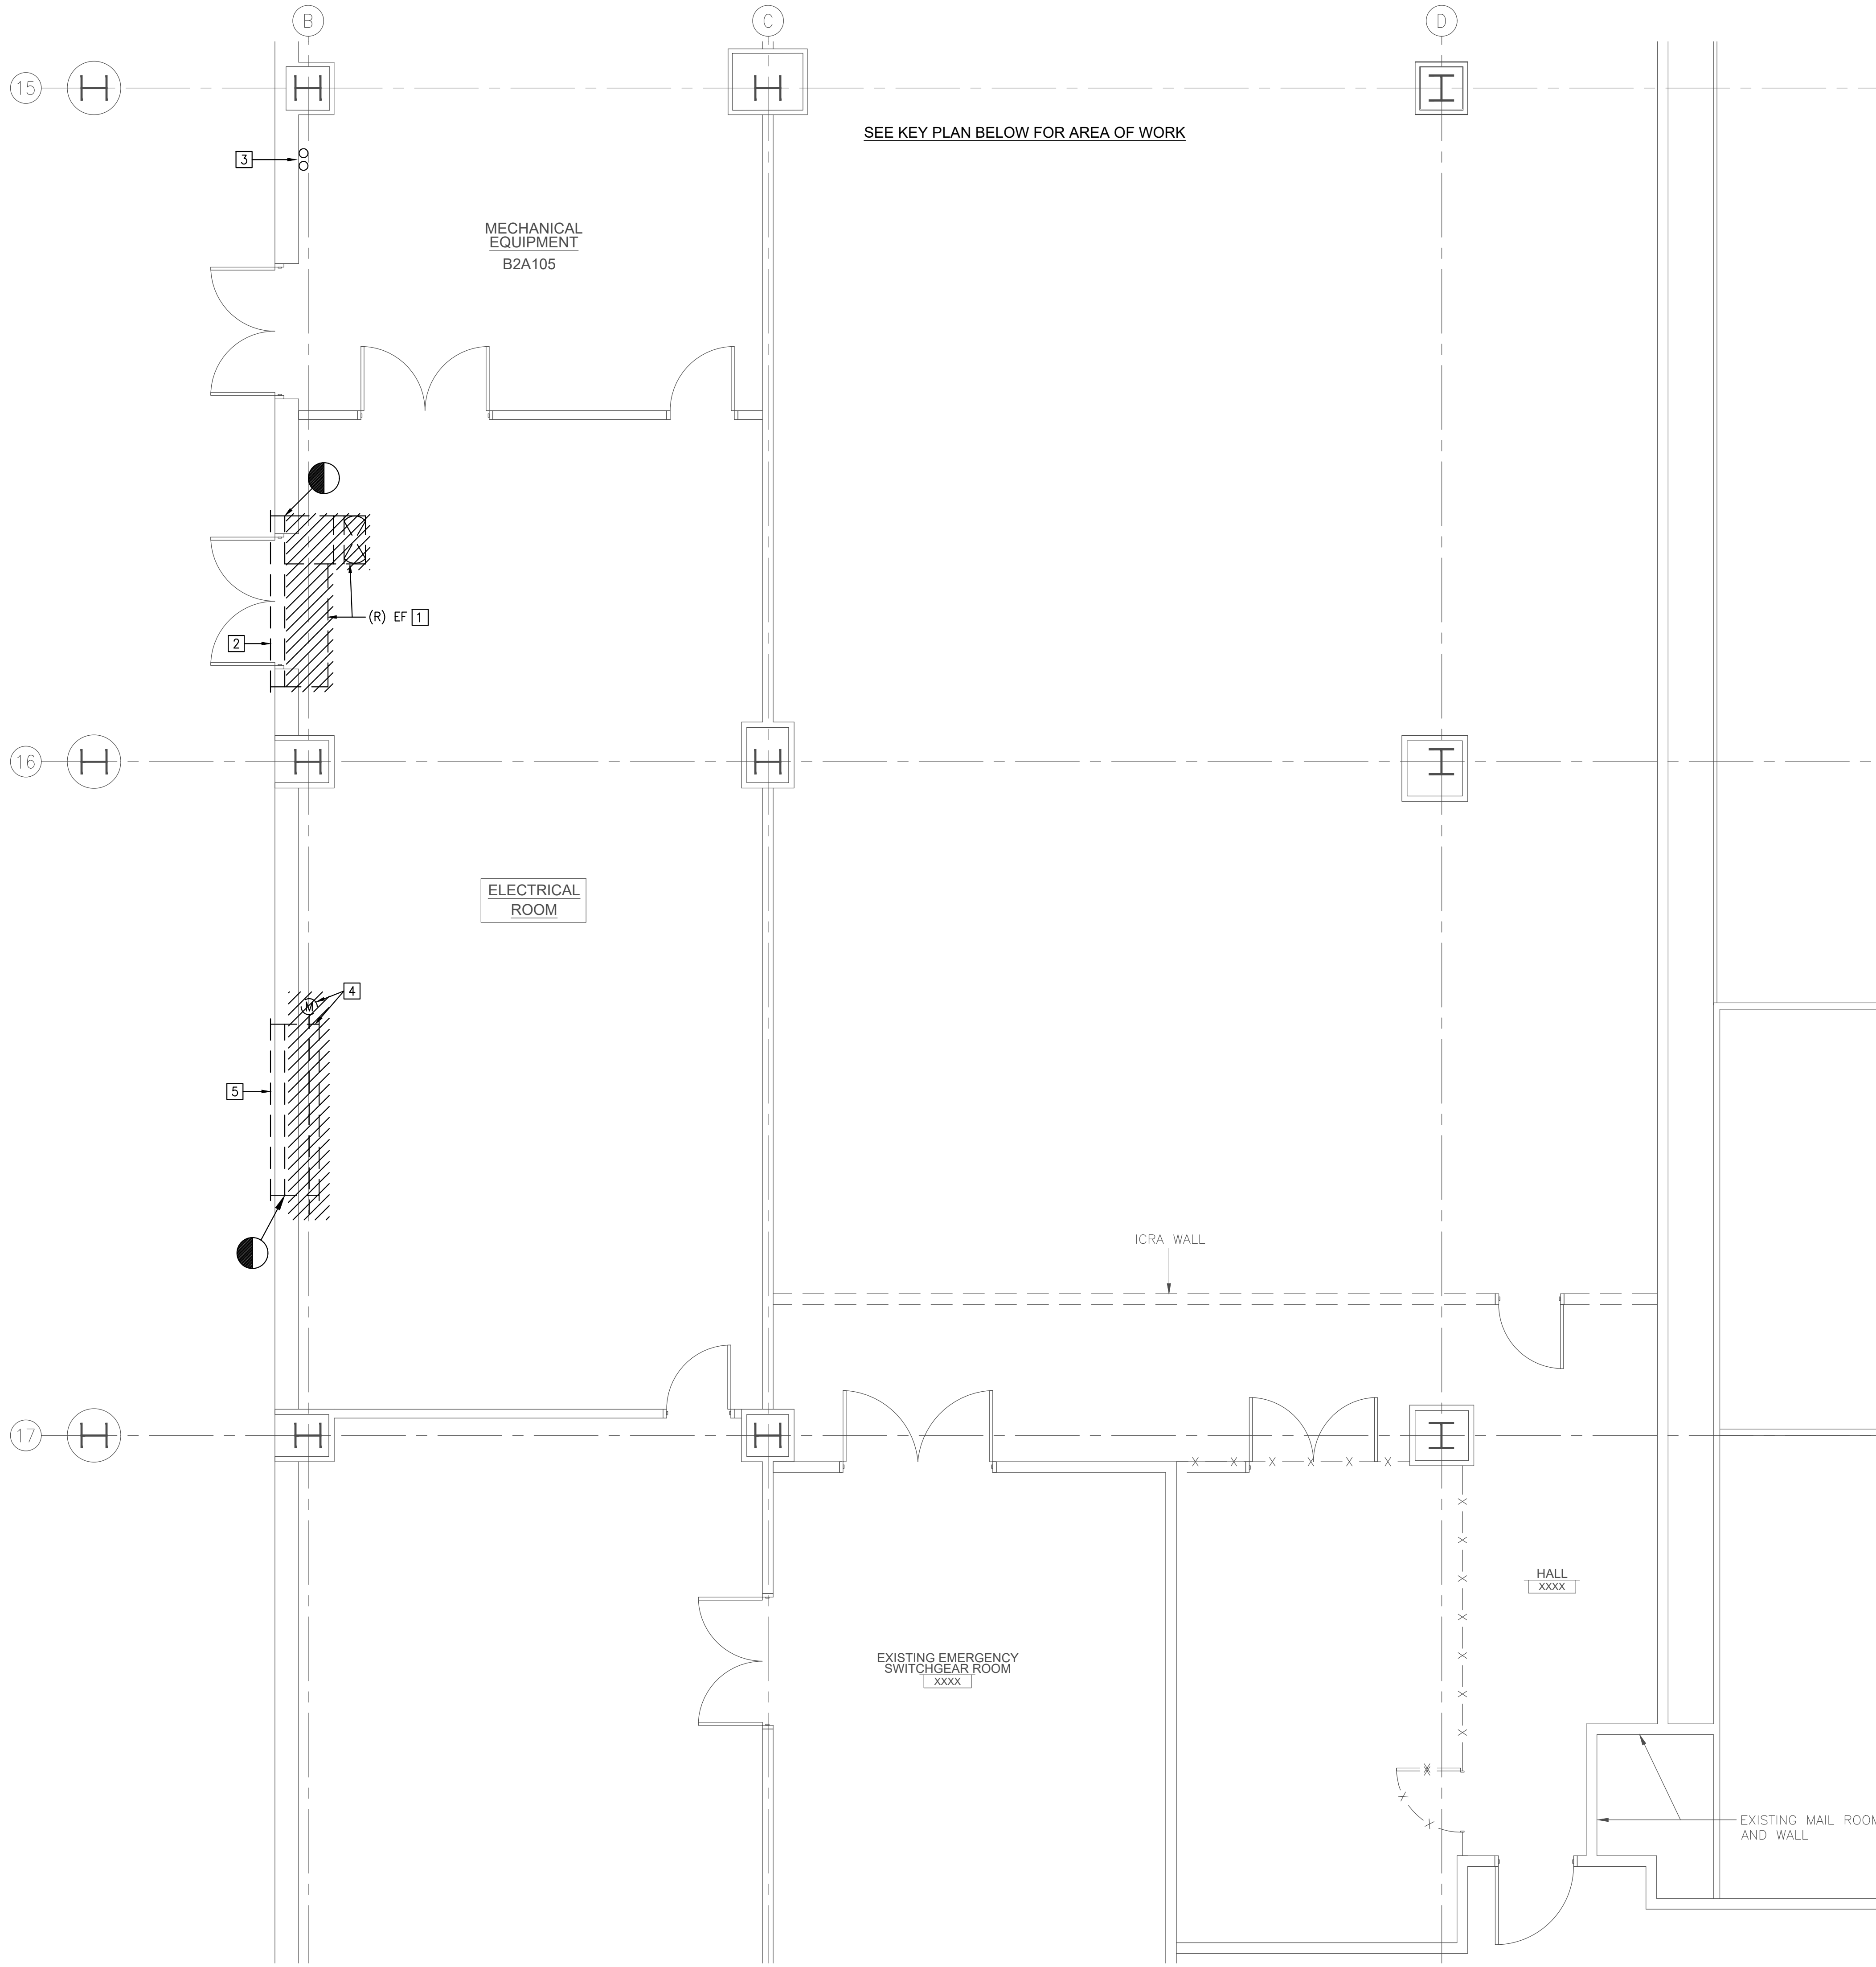 B
C
D
15
SEE KEY PLAN BELOW FOR AREA OF WORK
3
MECHANICAL
EQUIPMENT
B2A105
(R) EF 1
2
16
ELECTRICAL
ROOM
4
M
5
ICRA WALL
17
X X X X X X
X
X
X
X
X
X
X
HALL
XXXX
EXISTING EMERGENCY
SWITCHGEAR ROOM
XXXX
EXISTING MAIL ROOM
AND WALL